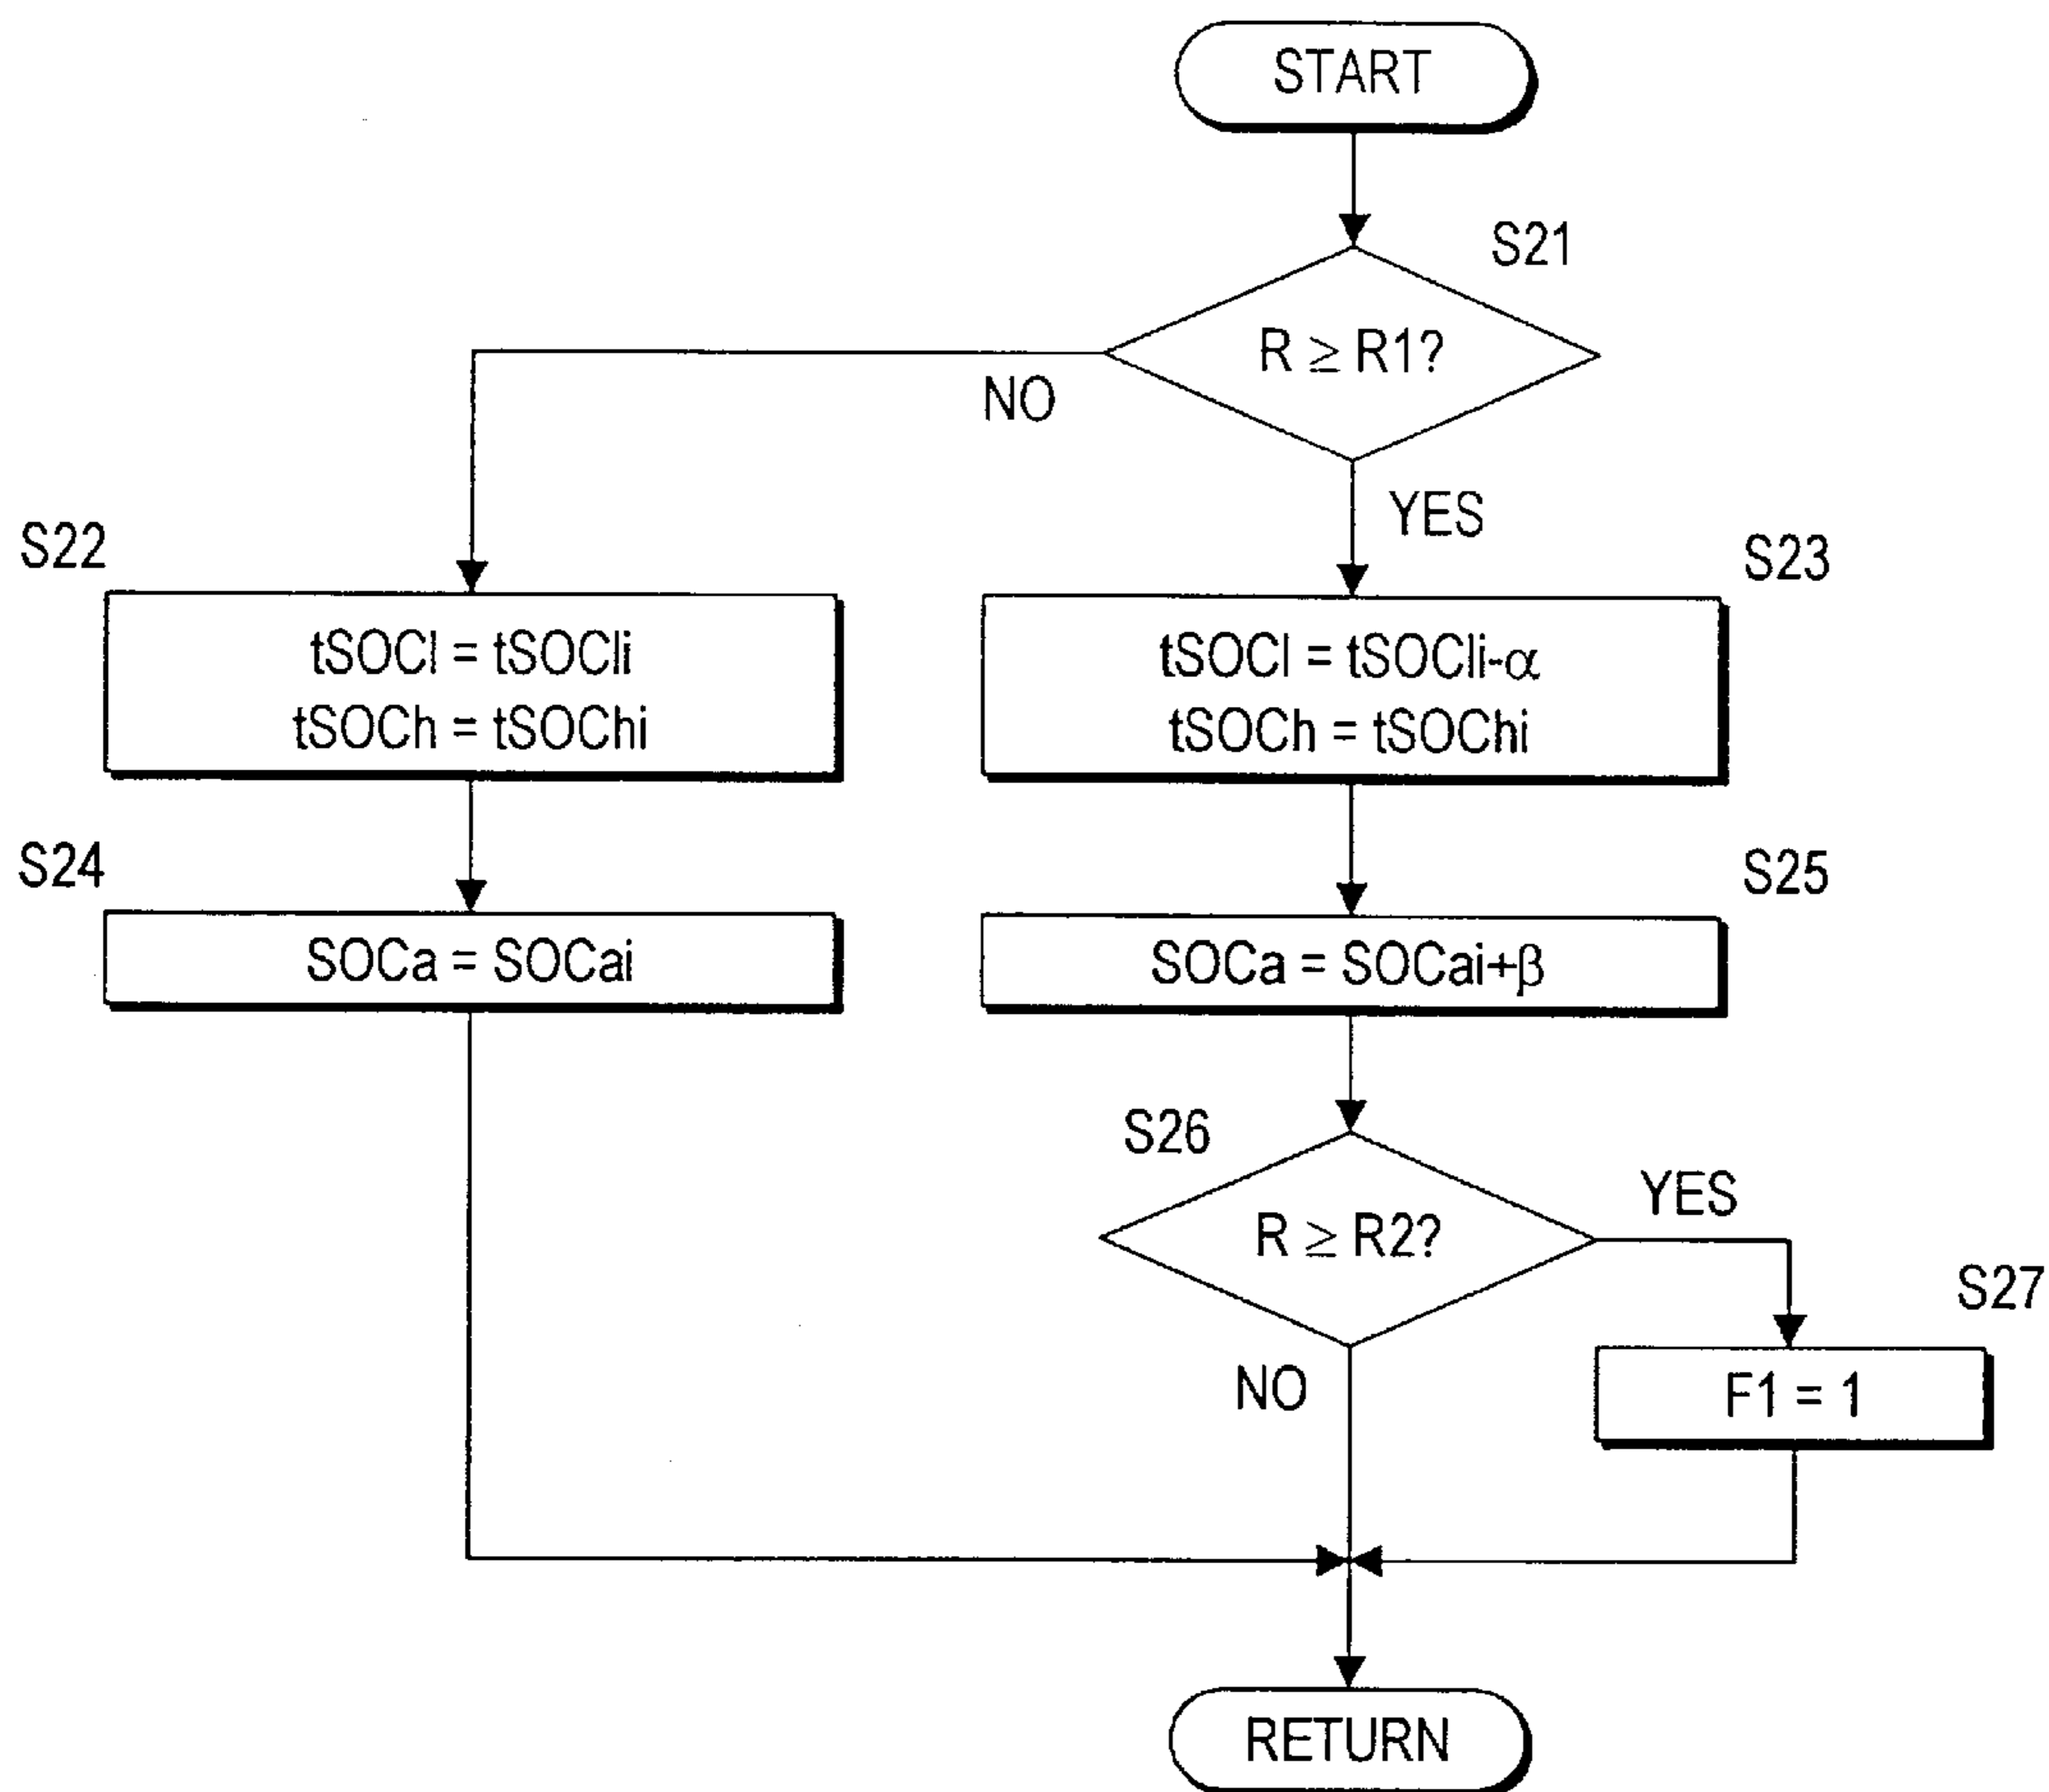 START
S21
R ≥ R1?
NO
YES
S22
tSOCl = tSOCli
tSOCh = tSOChi
S23
tSOCl = tSOCli-α
tSOCh = tSOChi
S24
SOCa = SOCai
S25
SOCa = SOCai+β
S26
R ≥ R2?
YES
NO
S27
F1 = 1
RETURN